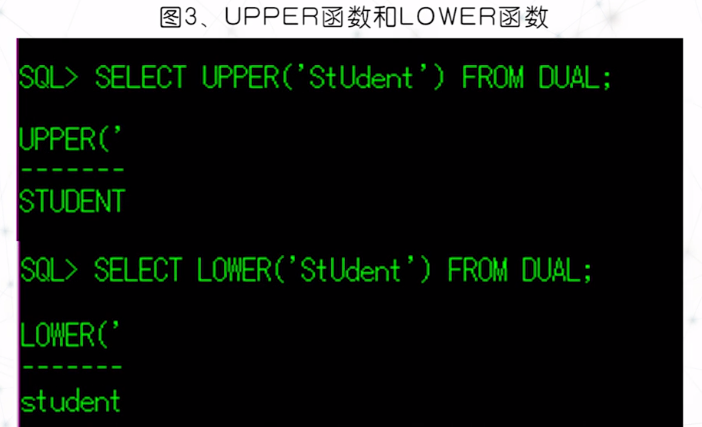 图3、UPPER函数和LOWER函数
SQL> SELECT UPPER('StUdent') FROM DUAL;
UPPER('
-------
STUDENT
SQL> SELECT LOWER('StUdent') FROM DUAL;
LOWER('
-------
student